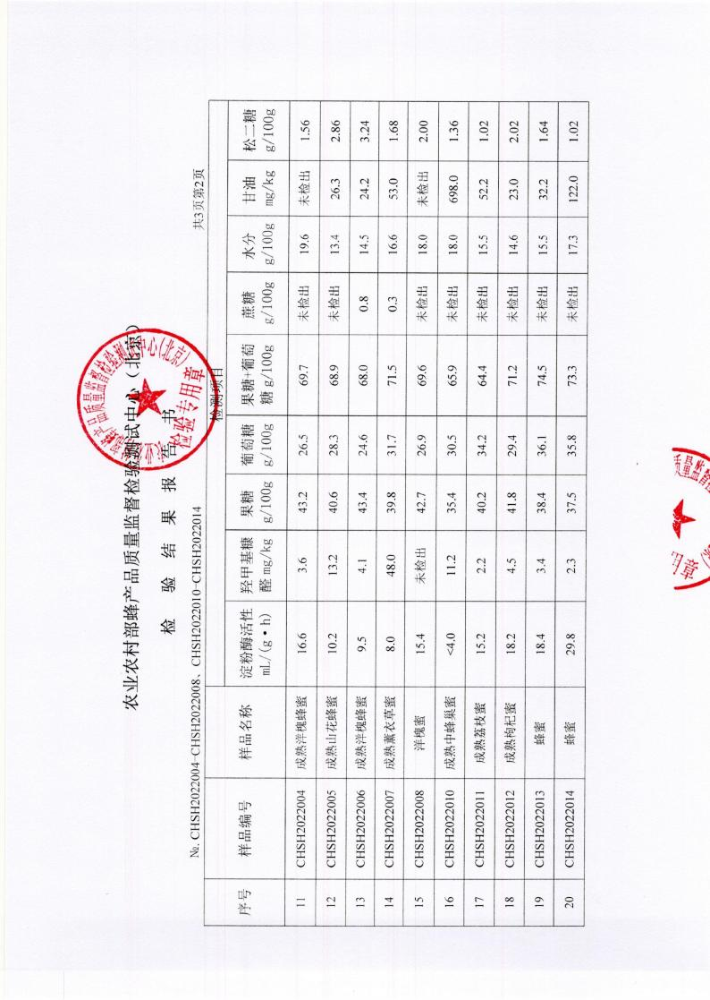 农业农村部蜂产品质量监督检验测试中心（北京）
检 验 结 果 报 告 书
№. CHSH2022004-CHSH2022008、CHSH2022010-CHSH2022014 共3页第2页
序号 样品编号 样品名称 检测项目
淀粉酶活性 mL/(g·h) 羟甲基糠醛 mg/kg 果糖 g/100g 葡萄糖 g/100g 果糖+葡萄糖 g/100g 蔗糖 g/100g 水分 g/100g 甘油 mg/kg 松二糖 g/100g
11 CHSH2022004 成熟洋槐蜂蜜 16.6 3.6 43.2 26.5 69.7 未检出 19.6 未检出 1.56
12 CHSH2022005 成熟山花蜂蜜 10.2 13.2 40.6 28.3 68.9 未检出 13.4 26.3 2.86
13 CHSH2022006 成熟洋槐蜂蜜 9.5 4.1 43.4 24.6 68.0 0.8 14.5 24.2 3.24
14 CHSH2022007 成熟薰衣草蜜 8.0 48.0 39.8 31.7 71.5 0.3 16.6 53.0 1.68
15 CHSH2022008 洋槐蜜 15.4 未检出 42.7 26.9 69.6 未检出 18.0 未检出 2.00
16 CHSH2022010 成熟中蜂巢蜜 <4.0 11.2 35.4 30.5 65.9 未检出 18.0 698.0 1.36
17 CHSH2022011 成熟荔枝蜜 15.2 2.2 40.2 34.2 64.4 未检出 15.5 52.2 1.02
18 CHSH2022012 成熟枸杞蜜 18.2 4.5 41.8 29.4 71.2 未检出 14.6 23.0 2.02
19 CHSH2022013 蜂蜜 18.4 3.4 38.4 36.1 74.5 未检出 15.5 32.2 1.64
20 CHSH2022014 蜂蜜 29.8 2.3 37.5 35.8 73.3 未检出 17.3 122.0 1.02
产品质量监督检验测试中心(北京)
检验专用章
质量监督
章